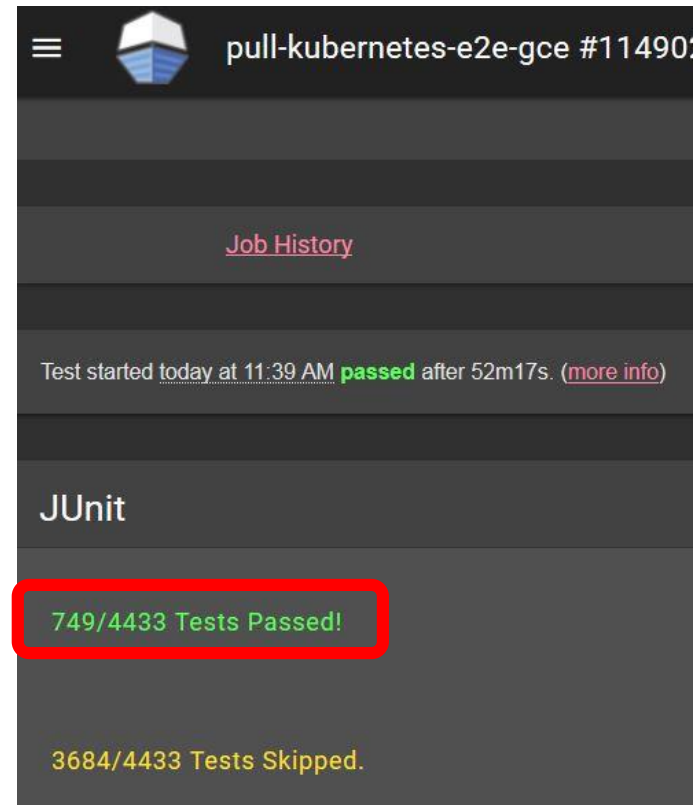 pull-kubernetes-e2e-gce #114902
Job History
Test started today at 11:39 AM passed after 52m17s. (more info)
JUnit
749/4433 Tests Passed!
3684/4433 Tests Skipped.